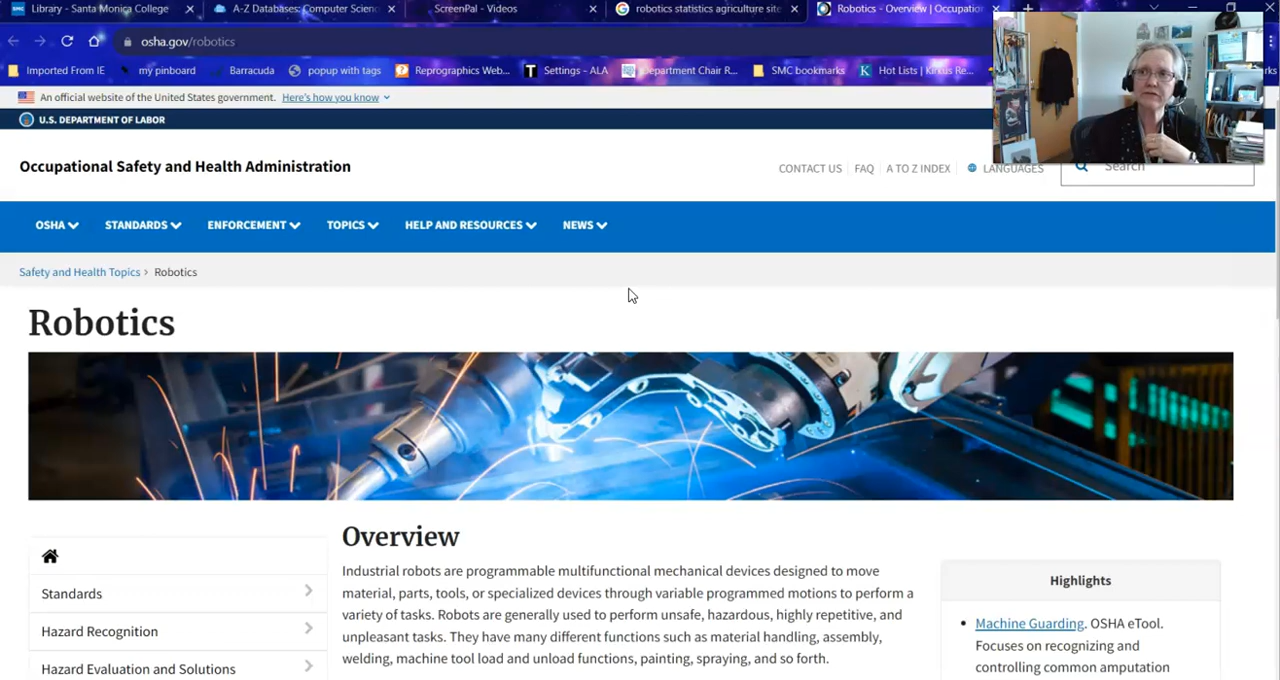 Library - Santa Monica College
A-Z Databases: Computer Scienc
ScreenPal - Videos
robotics statistics agriculture site
Robotics - Overview | Occupation
osha.gov/robotics
Imported From IE
my pinboard
Barracuda
popup with tags
Reprographics Web...
Settings - ALA
Department Chair R...
SMC bookmarks
Hot Lists | Kirkus Re...
An official website of the United States government. Here's how you know
U.S. DEPARTMENT OF LABOR
Occupational Safety and Health Administration
CONTACT US
FAQ
A TO Z INDEX
LANGUAGES
Search
OSHA
STANDARDS
ENFORCEMENT
TOPICS
HELP AND RESOURCES
NEWS
Safety and Health Topics > Robotics
Robotics
Standards
Hazard Recognition
Hazard Evaluation and Solutions
Overview
Industrial robots are programmable multifunctional mechanical devices designed to move
material, parts, tools, or specialized devices through variable programmed motions to perform a
variety of tasks. Robots are generally used to perform unsafe, hazardous, highly repetitive, and
unpleasant tasks. They have many different functions such as material handling, assembly,
welding, machine tool load and unload functions, painting, spraying, and so forth.
Highlights
• Machine Guarding. OSHA eTool.
Focuses on recognizing and
controlling common amputation